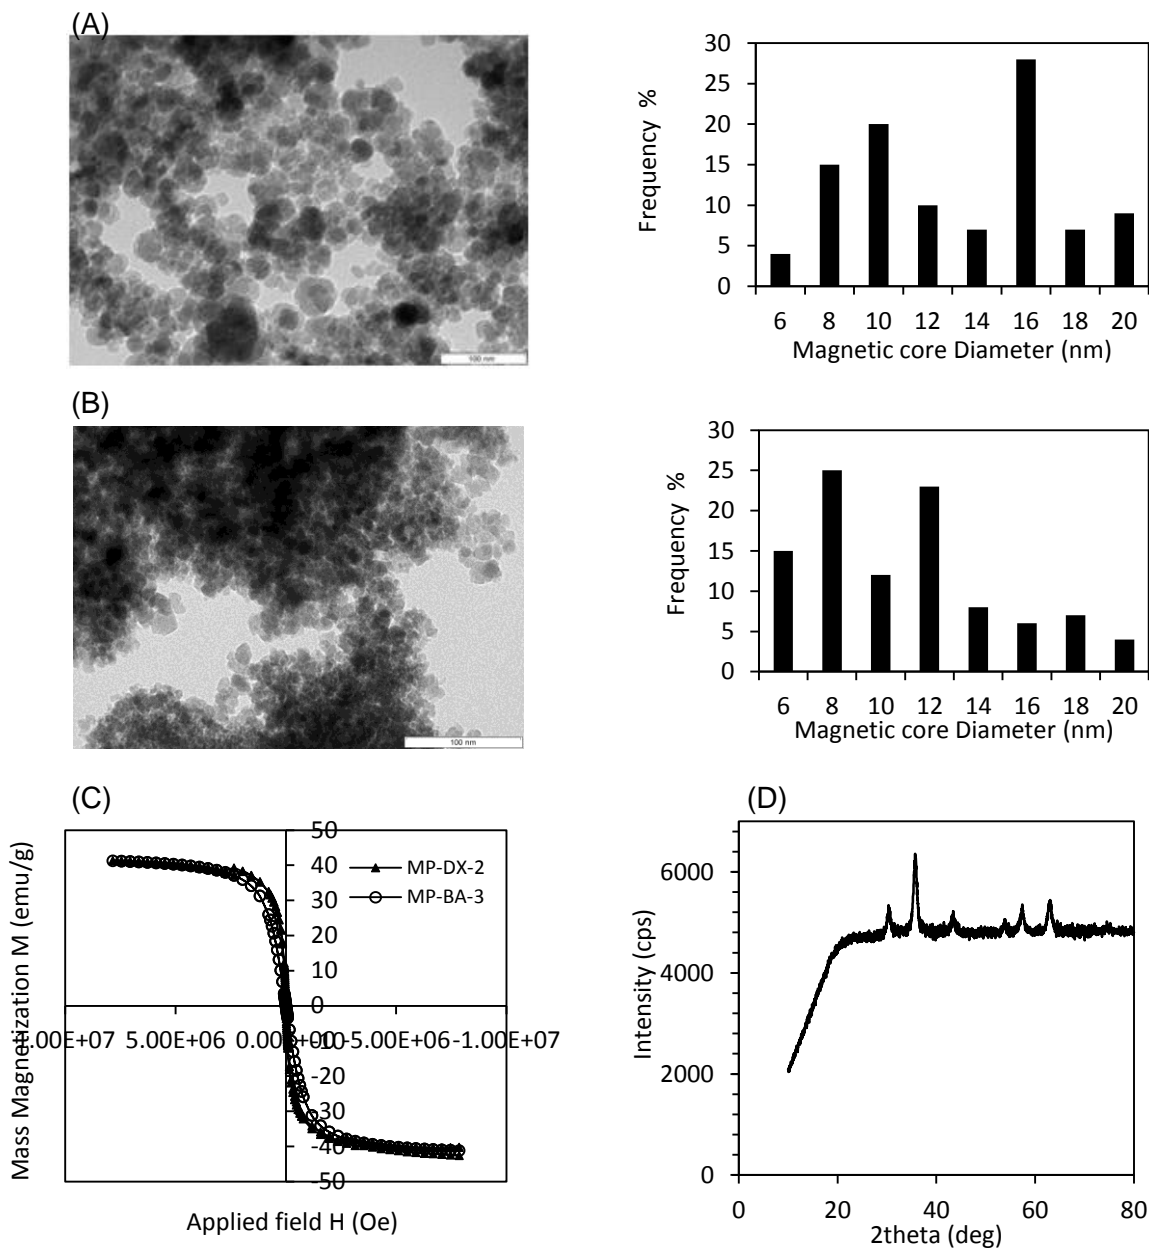 (A)
100 nm
Frequency %
30
25
20
15
10
5
0
6 8 10 12 14 16 18 20
Magnetic core Diameter (nm)
(B)
100 nm
Frequency %
30
25
20
15
10
5
0
6 8 10 12 14 16 18 20
Magnetic core Diameter (nm)
(C)
Mass Magnetization M (emu/g)
50
40
30
20
10
0
-10
-20
-30
-40
-50
MP-DX-2
MP-BA-3
5.00E+06
-5.00E+06
-1.00E+07
Applied field H (Oe)
(D)
Intensity (cps)
6000
4000
2000
0
0 20 40 60 80
2theta (deg)